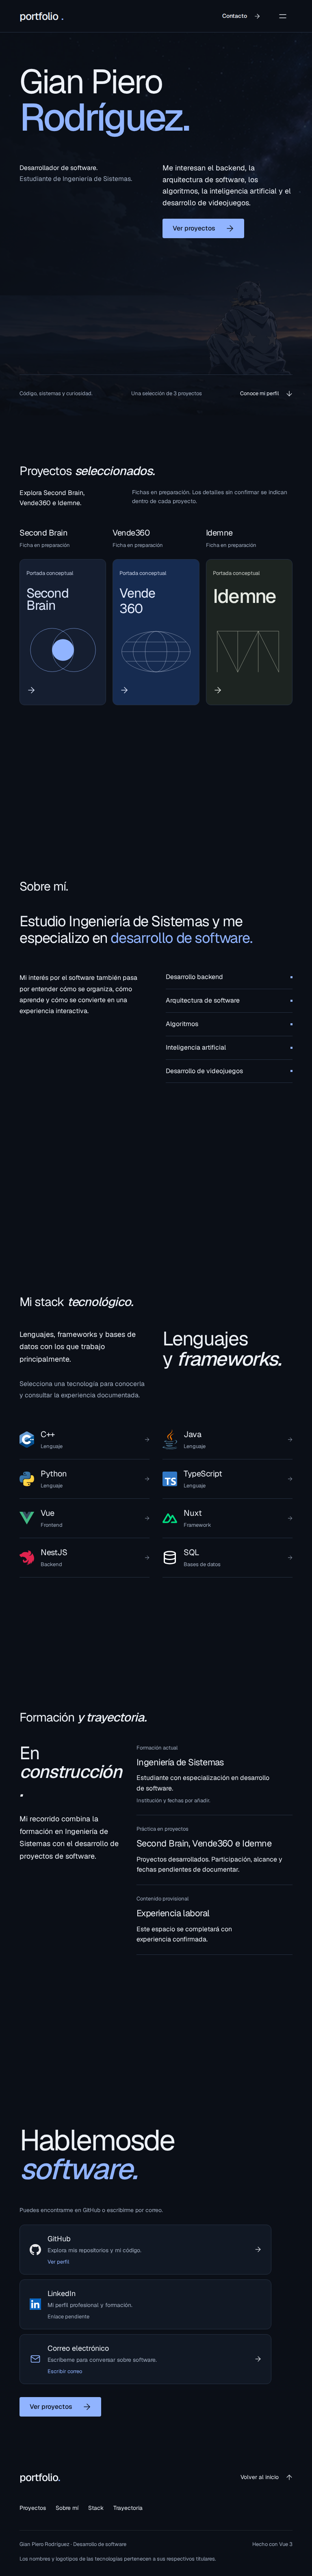 portfolio .
Contacto
Gian Piero
Rodríguez.
Desarrollador de software.
Estudiante de Ingeniería de Sistemas.
Me interesan el backend, la
arquitectura de software, los
algoritmos, la inteligencia artificial y el
desarrollo de videojuegos.
Ver proyectos
Código, sistemas y curiosidad.
Una selección de 3 proyectos
Conoce mi perfil
Proyectos seleccionados.
Explora Second Brain,
Vende360 e Idemne.
Fichas en preparación. Los detalles sin confirmar se indican
dentro de cada proyecto.
Second Brain
Ficha en preparación
Vende360
Ficha en preparación
Idemne
Ficha en preparación
Portada conceptual
Second
Brain
Portada conceptual
Vende
360
Portada conceptual
Idemne
Sobre mí.
Estudio Ingeniería de Sistemas y me
especializo en desarrollo de software.
Mi interés por el software también pasa
por entender cómo se organiza, cómo
aprende y cómo se convierte en una
experiencia interactiva.
Desarrollo backend
Arquitectura de software
Algoritmos
Inteligencia artificial
Desarrollo de videojuegos
Mi stack tecnológico.
Lenguajes, frameworks y bases de
datos con los que trabajo
principalmente.
Selecciona una tecnología para conocerla
y consultar la experiencia documentada.
Lenguajes
y frameworks.
C++
Lenguaje
Java
Lenguaje
Python
Lenguaje
TS
TypeScript
Lenguaje
Vue
Frontend
Nuxt
Framework
NestJS
Backend
SQL
Bases de datos
Formación y trayectoria.
En
construcción
.
Mi recorrido combina la
formación en Ingeniería de
Sistemas con el desarrollo de
proyectos de software.
Formación actual
Ingeniería de Sistemas
Estudiante con especialización en desarrollo
de software.
Institución y fechas por añadir.
Práctica en proyectos
Second Brain, Vende360 e Idemne
Proyectos desarrollados. Participación, alcance y
fechas pendientes de documentar.
Contenido provisional
Experiencia laboral
Este espacio se completará con
experiencia confirmada.
Hablemosde
software.
Puedes encontrarme en GitHub o escribirme por correo.
GitHub
Explora mis repositorios y mi código.
Ver perfil
in
LinkedIn
Mi perfil profesional y formación.
Enlace pendiente
Correo electrónico
Escríbeme para conversar sobre software.
Escribir correo
Ver proyectos
portfolio.
Volver al inicio
Proyectos
Sobre mí
Stack
Trayectoria
Gian Piero Rodríguez · Desarrollo de software
Hecho con Vue 3
Los nombres y logotipos de las tecnologías pertenecen a sus respectivos titulares.